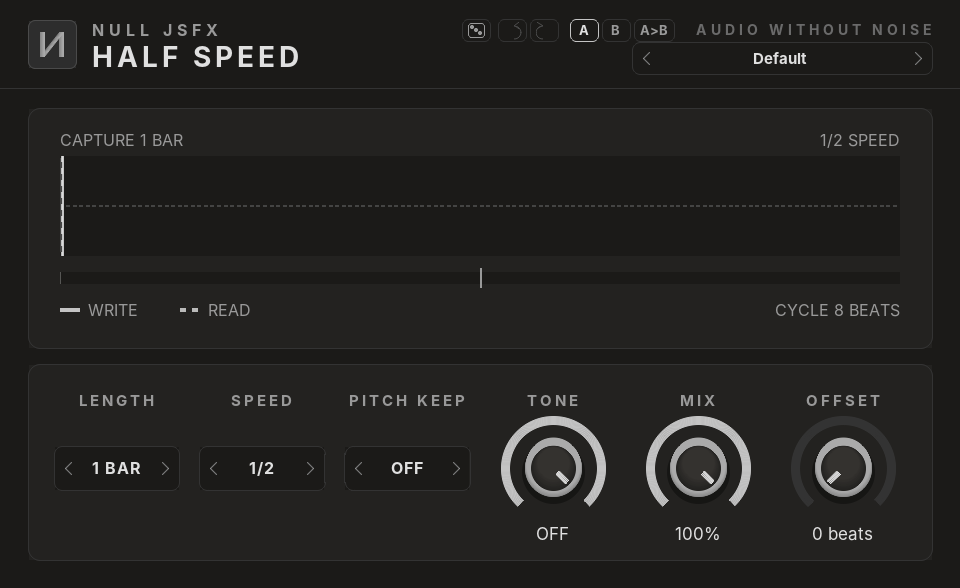 NULL JSFX
HALF SPEED
A B A>B AUDIO WITHOUT NOISE
Default
CAPTURE 1 BAR 1/2 SPEED
WRITE READ CYCLE 8 BEATS
LENGTH SPEED PITCH KEEP TONE MIX OFFSET
1 BAR 1/2 OFF
OFF 100% 0 beats